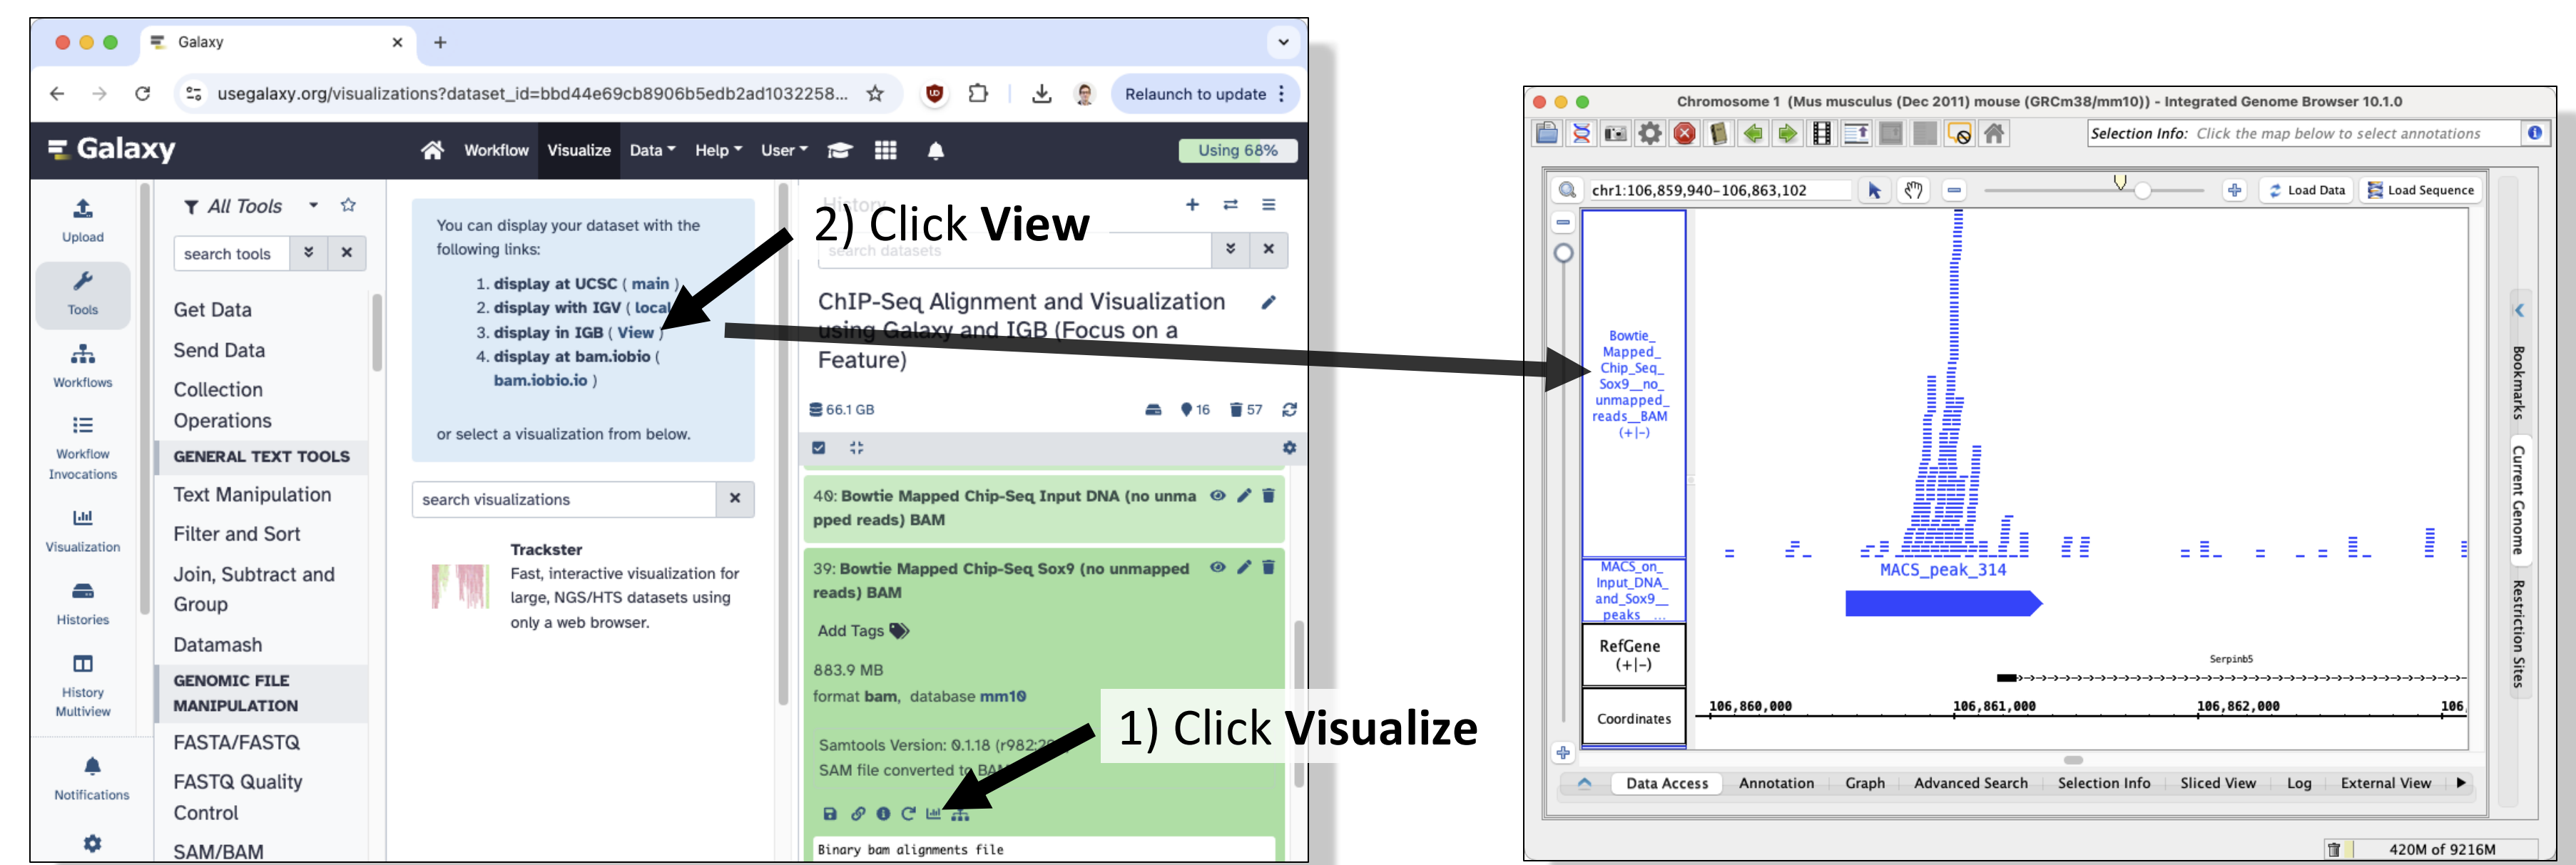 Galaxy
usegalaxy.org/visualizations?dataset_id=bbd44e69cb8906b5edb2ad1032258...
Relaunch to update
Galaxy
Workflow Visualize Data Help User
Using 68%
Upload
Tools
Workflows
Workflow
Invocations
Visualization
Histories
History
Multiview
Notifications
All Tools
search tools
Get Data
Send Data
Collection
Operations
GENERAL TEXT TOOLS
Text Manipulation
Filter and Sort
Join, Subtract and
Group
Datamash
GENOMIC FILE
MANIPULATION
FASTA/FASTQ
FASTQ Quality
Control
SAM/BAM
You can display your dataset with the
following links:
1. display at UCSC ( main )
2. display with IGV ( local
3. display in IGB ( View )
4. display at bam.iobio (
bam.iobio.io )
or select a visualization from below.
search visualizations
Trackster
Fast, interactive visualization for
large, NGS/HTS datasets using
only a web browser.
History
2) Click View
search datasets
ChIP-Seq Alignment and Visualization
using Galaxy and IGB (Focus on a
Feature)
66.1 GB
16
57
40: Bowtie Mapped Chip-Seq Input DNA (no unma
pped reads) BAM
39: Bowtie Mapped Chip-Seq Sox9 (no unmapped
reads) BAM
Add Tags
883.9 MB
format bam, database mm10
Samtools Version: 0.1.18 (r982:
SAM file converted to BAM
1) Click Visualize
Binary bam alignments file
Chromosome 1 (Mus musculus (Dec 2011) mouse (GRCm38/mm10)) - Integrated Genome Browser 10.1.0
Selection Info: Click the map below to select annotations
chr1:106,859,940-106,863,102
Load Data
Load Sequence
Bowtie_
Mapped_
Chip_Seq_
Sox9__no_
unmapped_
reads__BAM
(+|-)
MACS_on_
Input_DNA_
and_Sox9__
peaks ...
MACS_peak_314
RefGene
(+|-)
Serpinb5
Coordinates
106,860,000 106,861,000 106,862,000 106,
Bookmarks
Current Genome
Restriction Sites
Data Access Annotation Graph Advanced Search Selection Info Sliced View Log External View
420M of 9216M